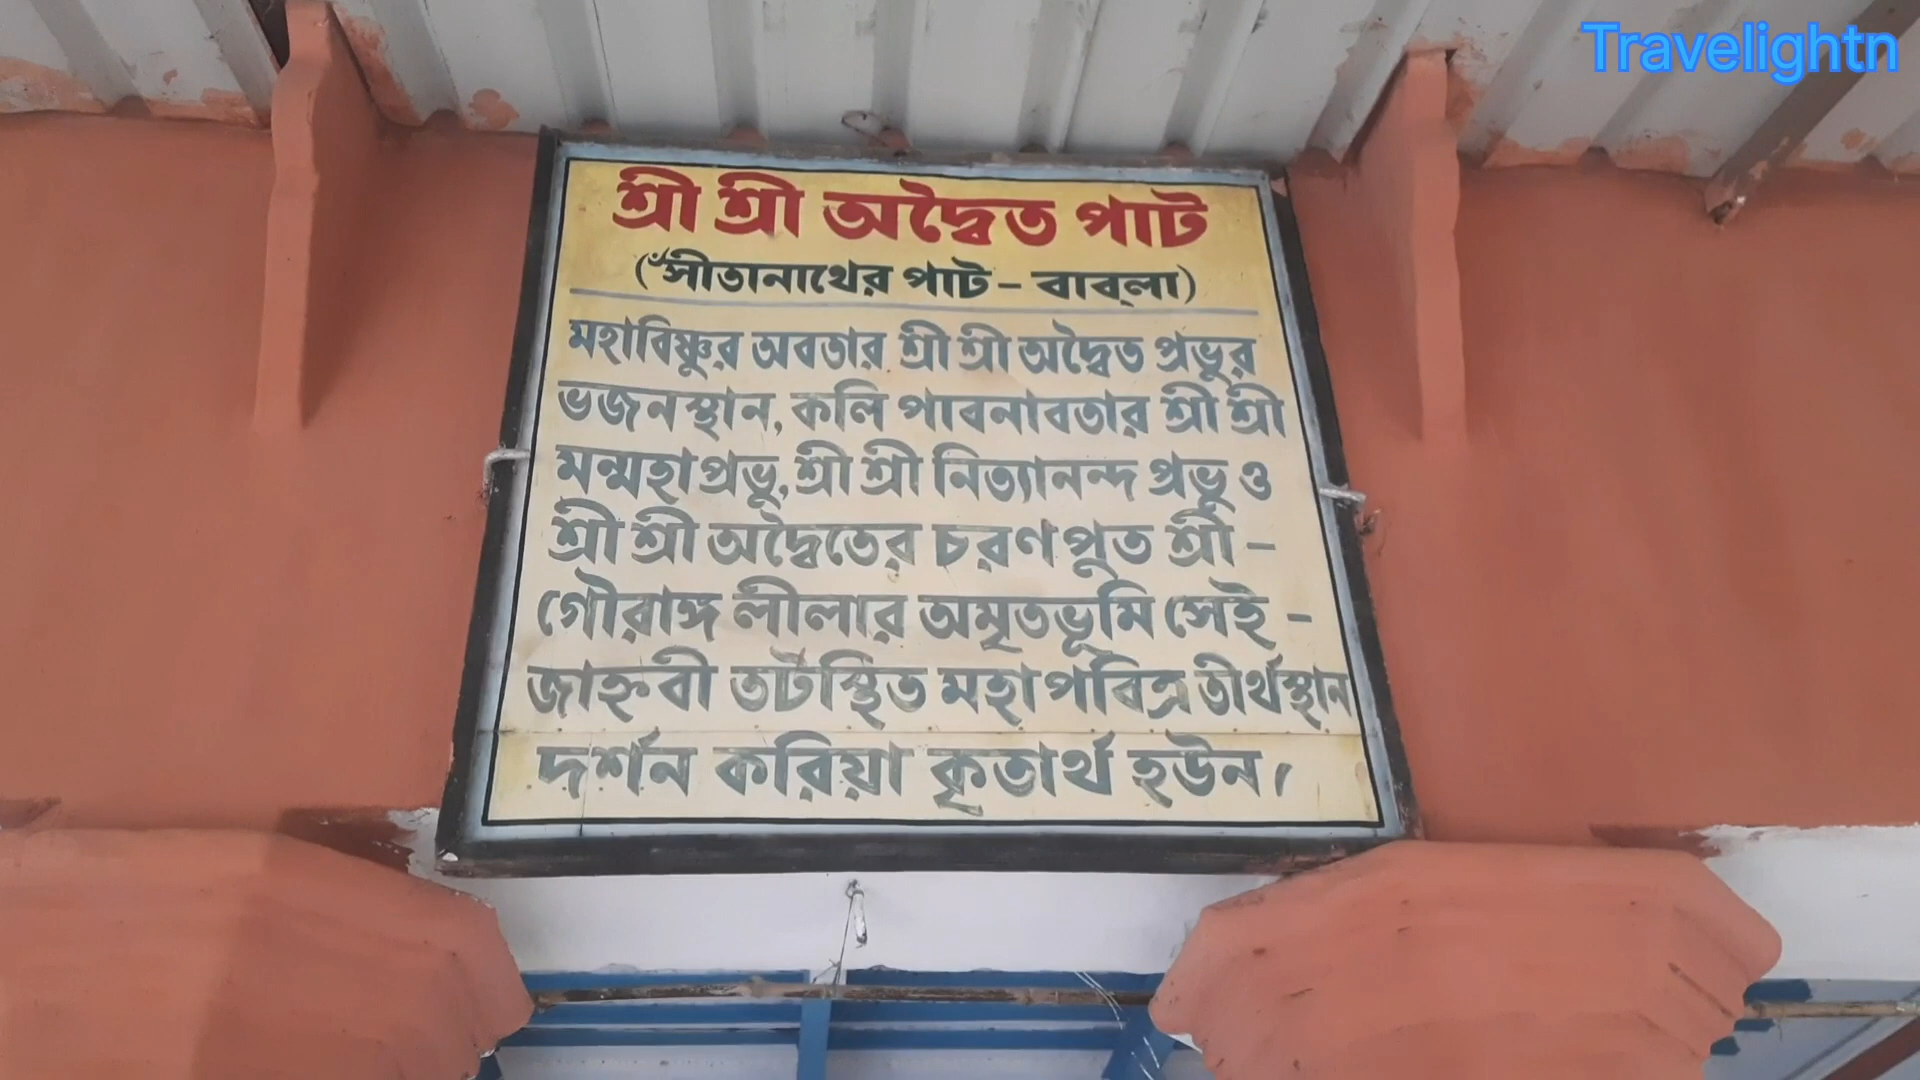 Travelightn
শ্রী শ্রী অদ্বৈত পাট
(ঁসীতানাথের পাট – বাব্‌লা)
মহাবিষ্ণুর অবতার শ্রী শ্রী অদ্বৈত প্রভুর
ভজনস্থান, কলি পাবনাবতার শ্রী শ্রী
মন্মহাপ্রভু, শ্রী শ্রী নিত্যানন্দ প্রভু ও
শ্রী শ্রী অদ্বৈতের চরণপুত শ্রী –
গৌরাঙ্গ লীলার অমৃতভূমি সেই –
জাহ্নবী তটস্থিত মহাপবিত্র তীর্থস্থান
দর্শন করিয়া কৃতার্থ হউন।